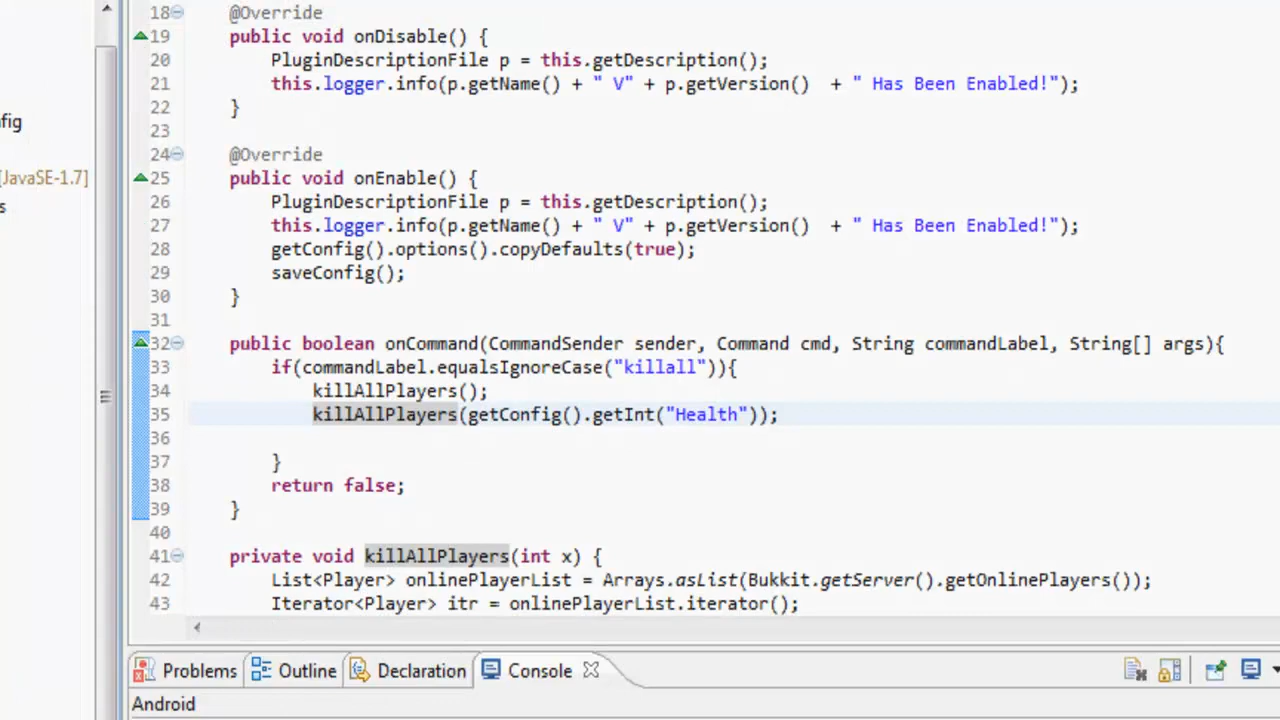 18 @Override
19 public void onDisable() {
20 PluginDescriptionFile p = this.getDescription();
21 this.logger.info(p.getName() + " V" + p.getVersion()  + " Has Been Enabled!");
22 }
23
24 @Override
25 public void onEnable() {
26 PluginDescriptionFile p = this.getDescription();
27 this.logger.info(p.getName() + " V" + p.getVersion()  + " Has Been Enabled!");
28 getConfig().options().copyDefaults(true);
29 saveConfig();
30 }
31
32 public boolean onCommand(CommandSender sender, Command cmd, String commandLabel, String[] args){
33 if(commandLabel.equalsIgnoreCase("killall")){
34 killAllPlayers();
35 killAllPlayers(getConfig().getInt("Health"));
36
37 }
38 return false;
39 }
40
41 private void killAllPlayers(int x) {
42 List<Player> onlinePlayerList = Arrays.asList(Bukkit.getServer().getOnlinePlayers());
43 Iterator<Player> itr = onlinePlayerList.iterator();
fig
[JavaSE-1.7]
s
Problems Outline Declaration Console
Android